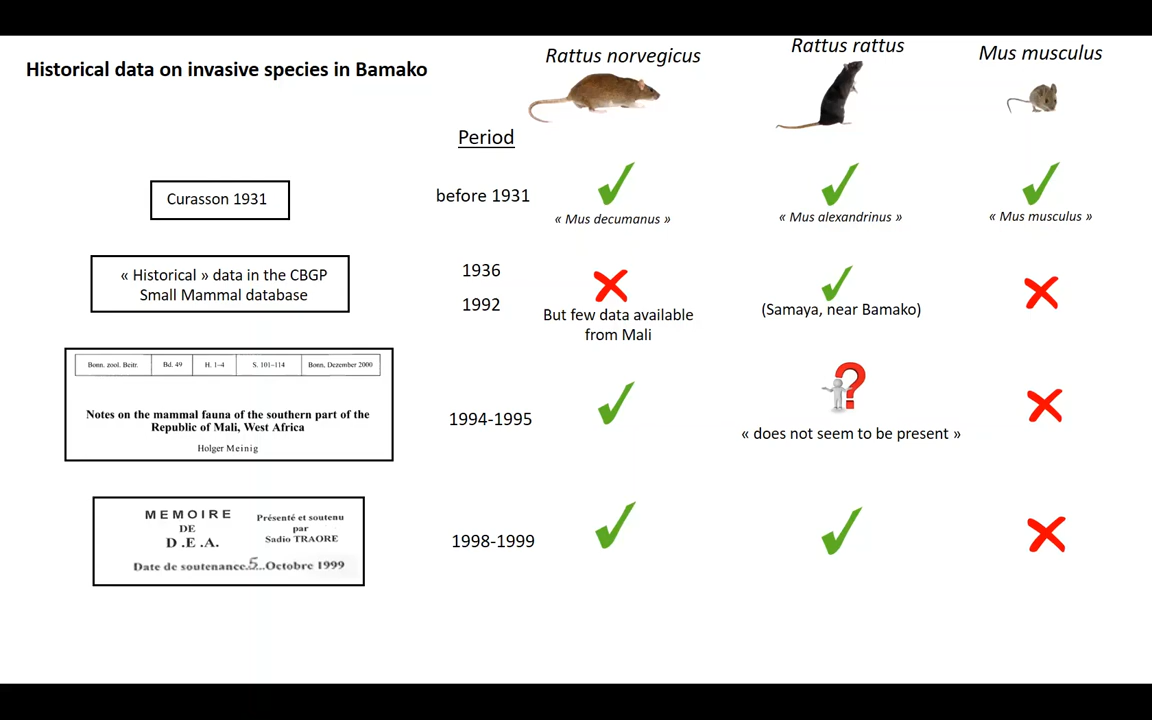 Historical data on invasive species in Bamako
Rattus norvegicus
Rattus rattus
Mus musculus
Period
Curasson 1931
before 1931
« Mus decumanus »
« Mus alexandrinus »
« Mus musculus »
« Historical » data in the CBGP
Small Mammal database
1936
1992
But few data available
from Mali
(Samaya, near Bamako)
Bonn. zool. Beitr.
Bd. 49
H. 1–4
S. 101–114
Bonn, Dezember 2000
Notes on the mammal fauna of the southern part of the
Republic of Mali, West Africa
Holger Meinig
1994-1995
?
« does not seem to be present »
MEMOIRE
DE
D.E.A.
Présenté et soutenu
par
Sadio TRAORE
Date de soutenance.5...Octobre 1999
1998-1999